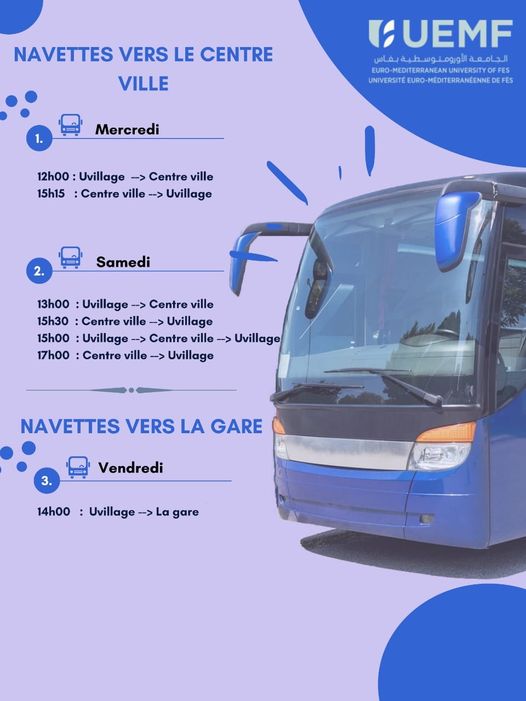 UEMF
الجامعة الأورومتوسطية بفاس
EURO-MEDITERRANEAN UNIVERSITY OF FES
UNIVERSITÉ EURO-MÉDITERRANÉENNE DE FÈS
NAVETTES VERS LE CENTRE
VILLE
1. Mercredi
12h00 : Uvillage --> Centre ville
15h15 : Centre ville --> Uvillage
2. Samedi
13h00 : Uvillage --> Centre ville
15h30 : Centre ville --> Uvillage
15h00 : Uvillage --> Centre ville --> Uvillage
17h00 : Centre ville --> Uvillage
NAVETTES VERS LA GARE
3. Vendredi
14h00 : Uvillage --> La gare